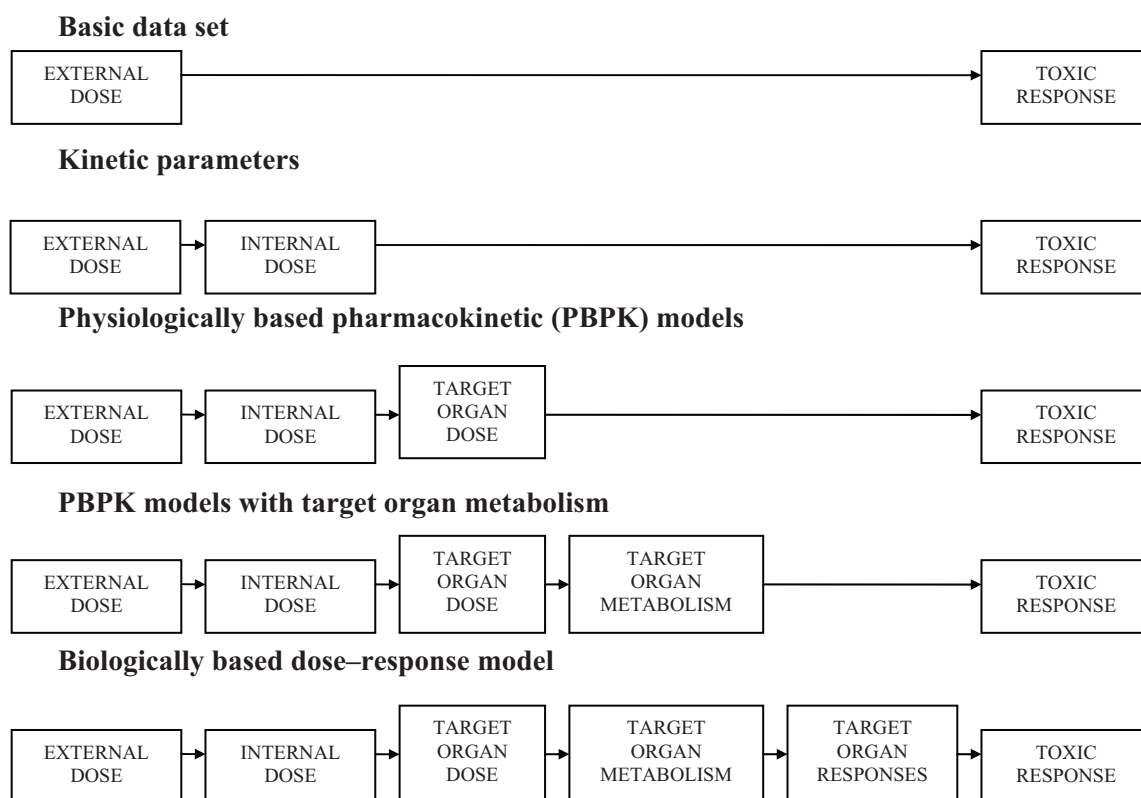 Basic data set
EXTERNAL
DOSE
TOXIC
RESPONSE
Kinetic parameters
EXTERNAL
DOSE
INTERNAL
DOSE
TOXIC
RESPONSE
Physiologically based pharmacokinetic (PBPK) models
EXTERNAL
DOSE
INTERNAL
DOSE
TARGET
ORGAN
DOSE
TOXIC
RESPONSE
PBPK models with target organ metabolism
EXTERNAL
DOSE
INTERNAL
DOSE
TARGET
ORGAN
DOSE
TARGET
ORGAN
METABOLISM
TOXIC
RESPONSE
Biologically based dose–response model
EXTERNAL
DOSE
INTERNAL
DOSE
TARGET
ORGAN
DOSE
TARGET
ORGAN
METABOLISM
TARGET
ORGAN
RESPONSES
TOXIC
RESPONSE